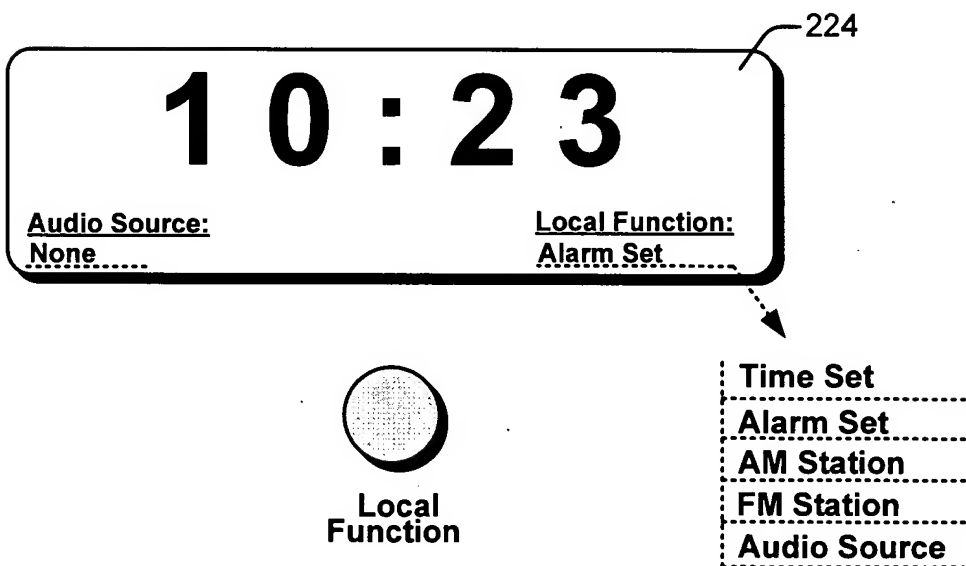 224
10:23
Audio Source:
None
Local Function:
Alarm Set
Local
Function
Time Set
Alarm Set
AM Station
FM Station
Audio Source